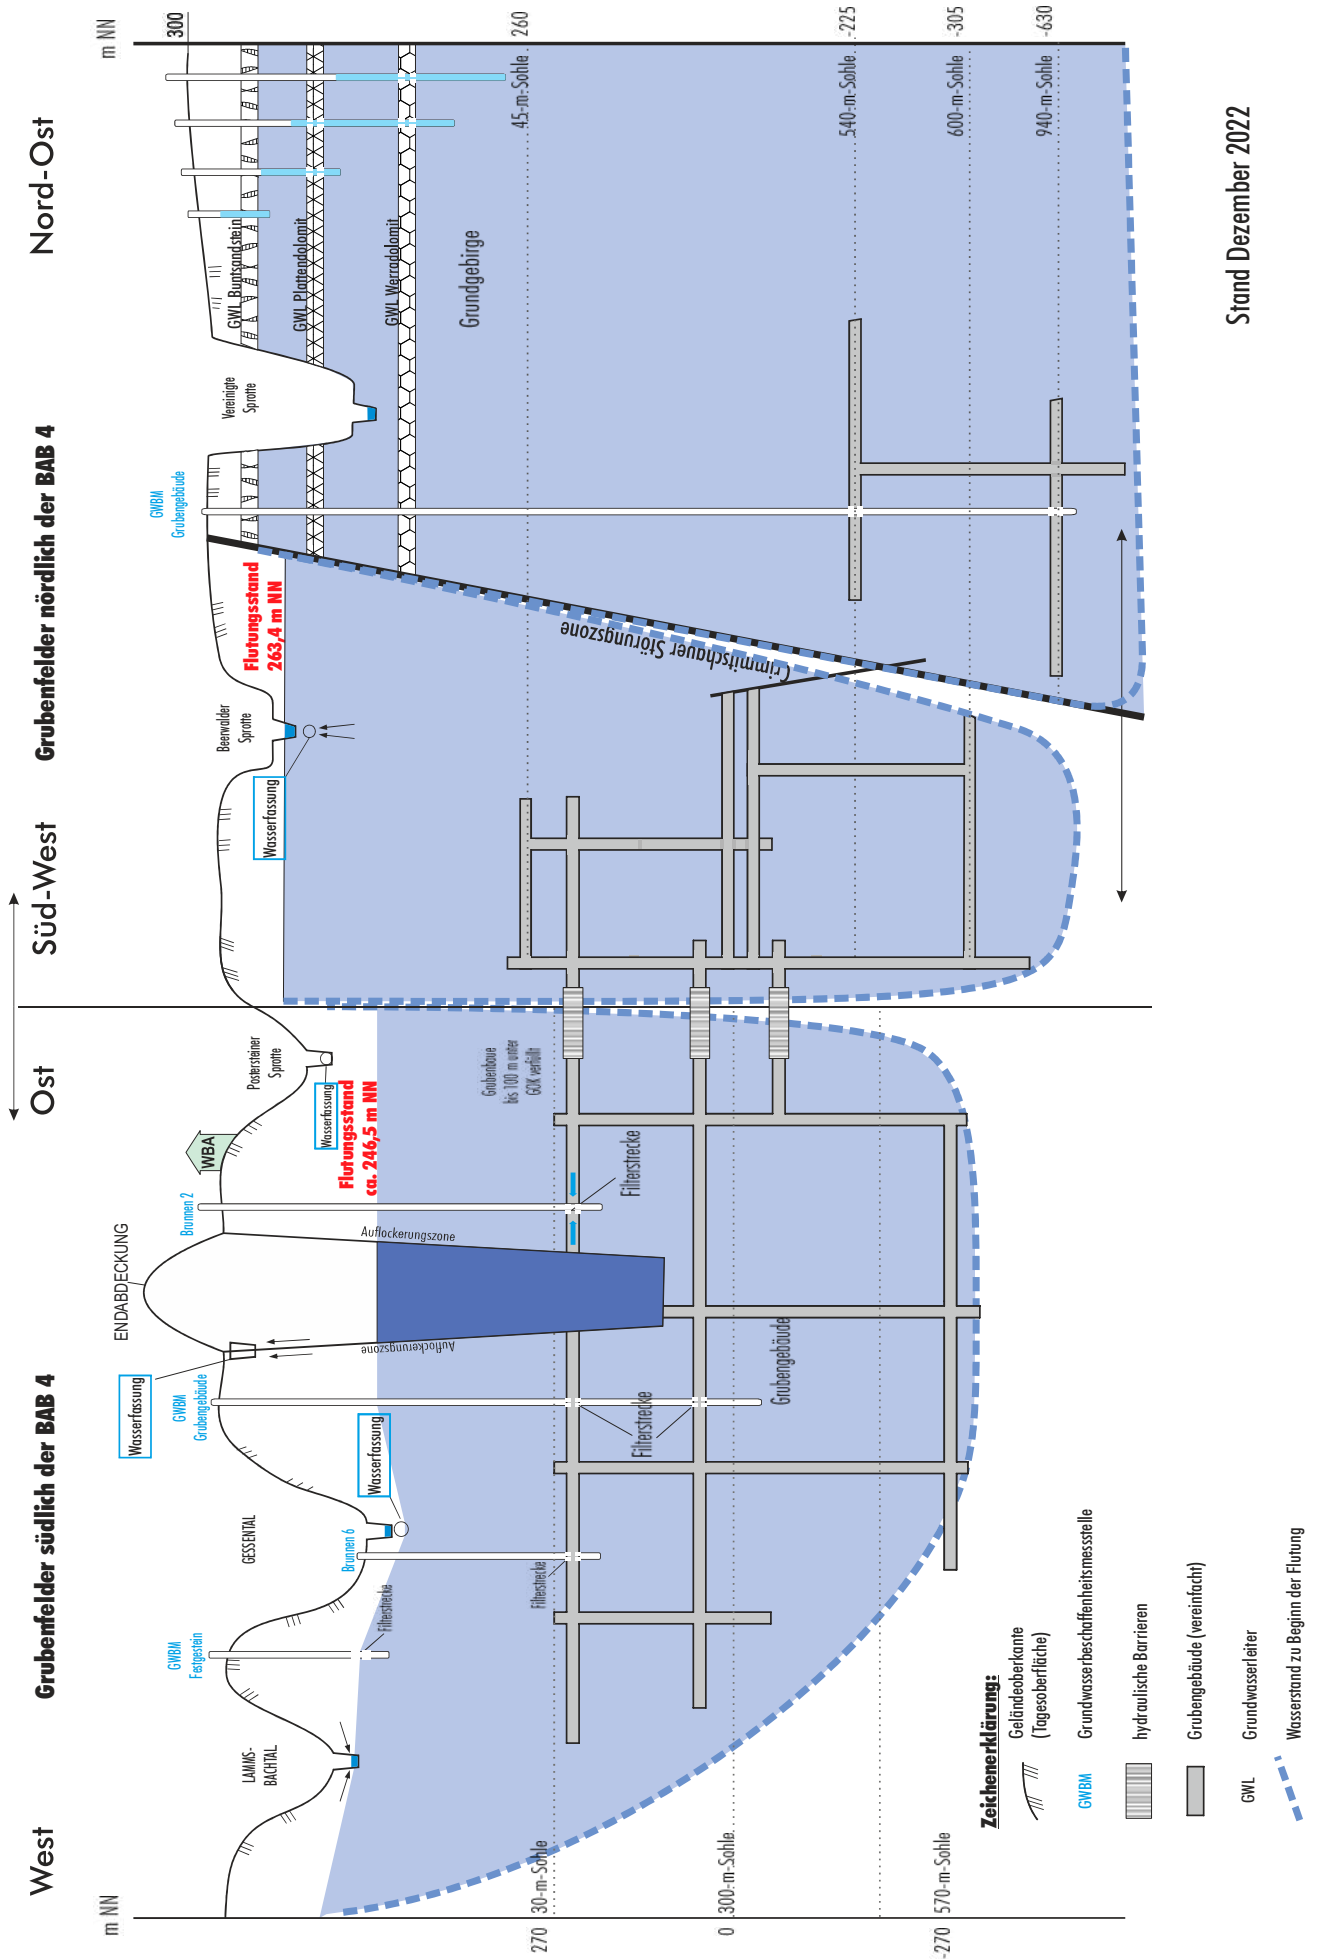 West
Grubenfelder südlich der BAB 4
Ost
Süd-West
Grubenfelder nördlich der BAB 4
Nord-Ost
m NN
m NN
300
260
-225
-305
-630
45-m-Sohle
540-m-Sohle
600-m-Sohle
940-m-Sohle
270
30-m-Sohle
0
300-m-Sohle
-270
570-m-Sohle
LAMMS-
BACHTAL
GWBM
Festgestein
Filterstrecke
GESSENTAL
Brunnen 6
Filterstrecke
Wasserfassung
GWBM
Grubengebäude
Wasserfassung
ENDABDECKUNG
Auflockerungszone
Auflockerungszone
Filterstrecke
Grubengebäude
Brunnen 2
Filterstrecke
WBA
Flutungsstand
ca. 246,5 m NN
Wasserfassung
Postersteiner
Sprotte
Grubenbaue
bis 100 m unter
GOK verfüllt
Wasserfassung
Beerwalder
Sprotte
Flutungsstand
263,4 m NN
Crimmitschauer Störungszone
GWBM
Grubengebäude
Vereinigte
Sprotte
GWL Buntsandstein
GWL Plattendolomit
GWL Werradolomit
Grundgebirge
Stand Dezember 2022
Zeichenerklärung:
Geländeoberkante
(Tagesoberfläche)
GWBM
Grundwasserbeschaffenheitsmessstelle
hydraulische Barrieren
Grubengebäude (vereinfacht)
GWL
Grundwasserleiter
Wasserstand zu Beginn der Flutung